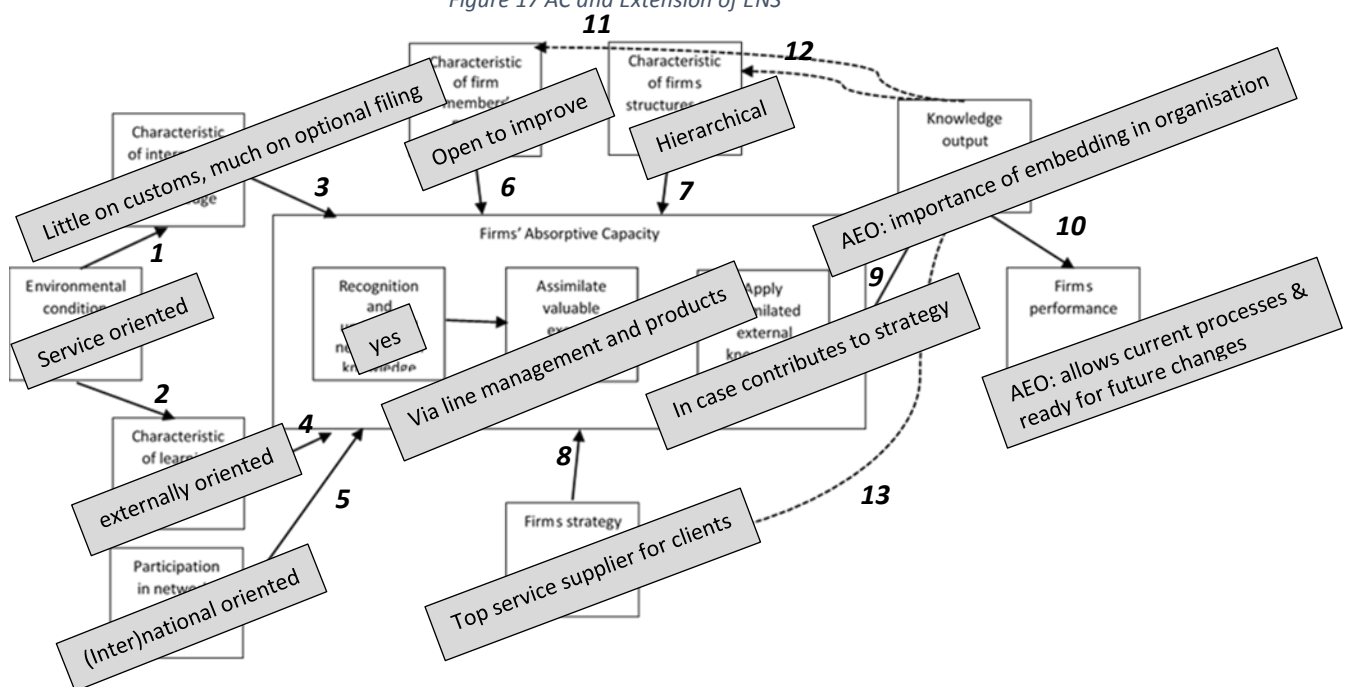 Figure 17 AC and Extension of ENS
11
12
Characteristic
of firm
members'
Open to improve
Characteristic
of firms
structures
Hierarchical
Knowledge
output
AEO: importance of embedding in organisation
Characteristic
of
Little on customs, much on optional filing
3
6
7
1
10
Firms' Absorptive Capacity
9
Environmental
condition
Service oriented
Recognition
and
yes
knowledge
Assimilate
valuable
Via line management and products
Apply
external
In case contributes to strategy
Firms
performance
AEO: allows current processes &
ready for future changes
2
4
Characteristic
of
externally oriented
5
8
13
Firms strategy
Top service supplier for clients
Participation
in
(Inter)national oriented